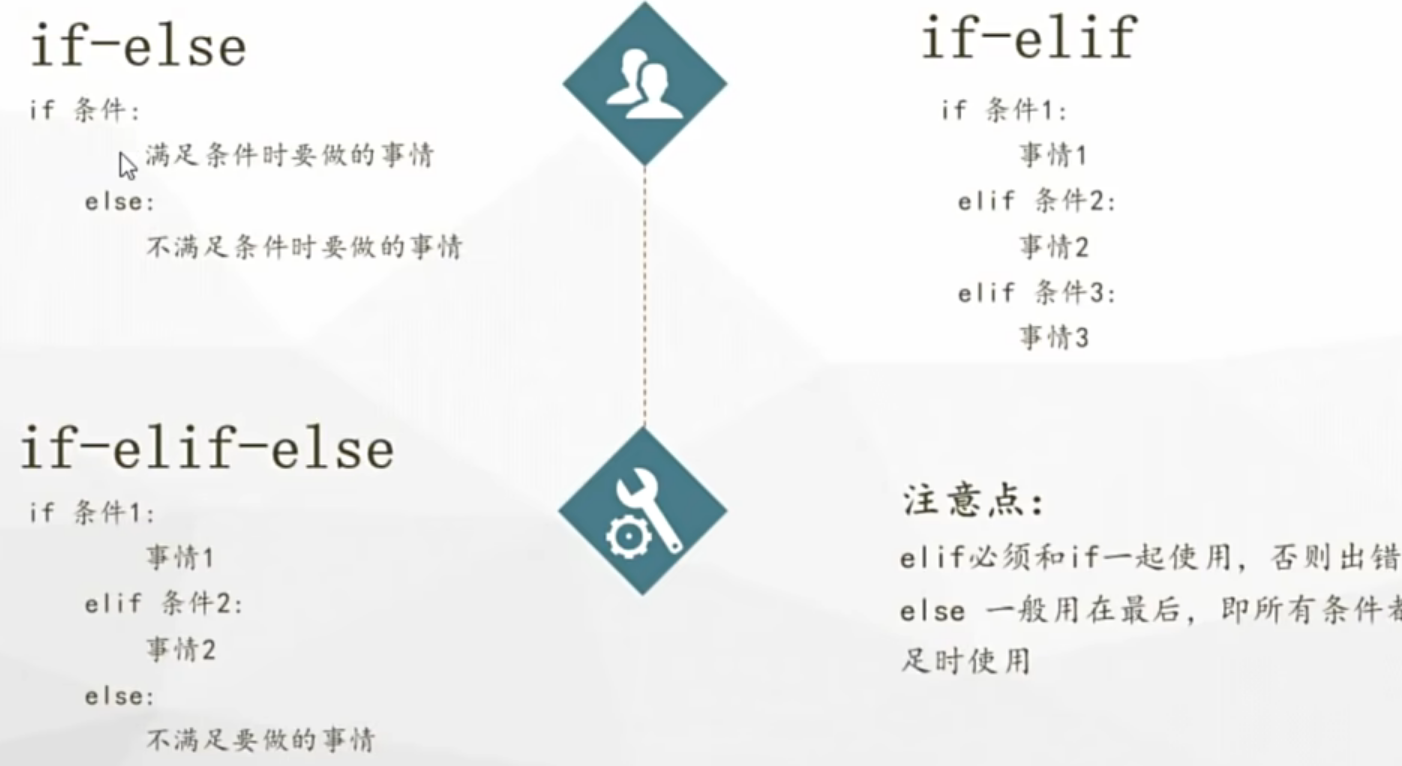 if-else
if 条件:
满足条件时要做的事情
else:
不满足条件时要做的事情
if-elif
if 条件1:
事情1
elif 条件2:
事情2
elif 条件3:
事情3
if-elif-else
if 条件1:
事情1
elif 条件2:
事情2
else:
不满足要做的事情
注意点:
elif必须和if一起使用，否则出错
else 一般用在最后，即所有条件
足时使用